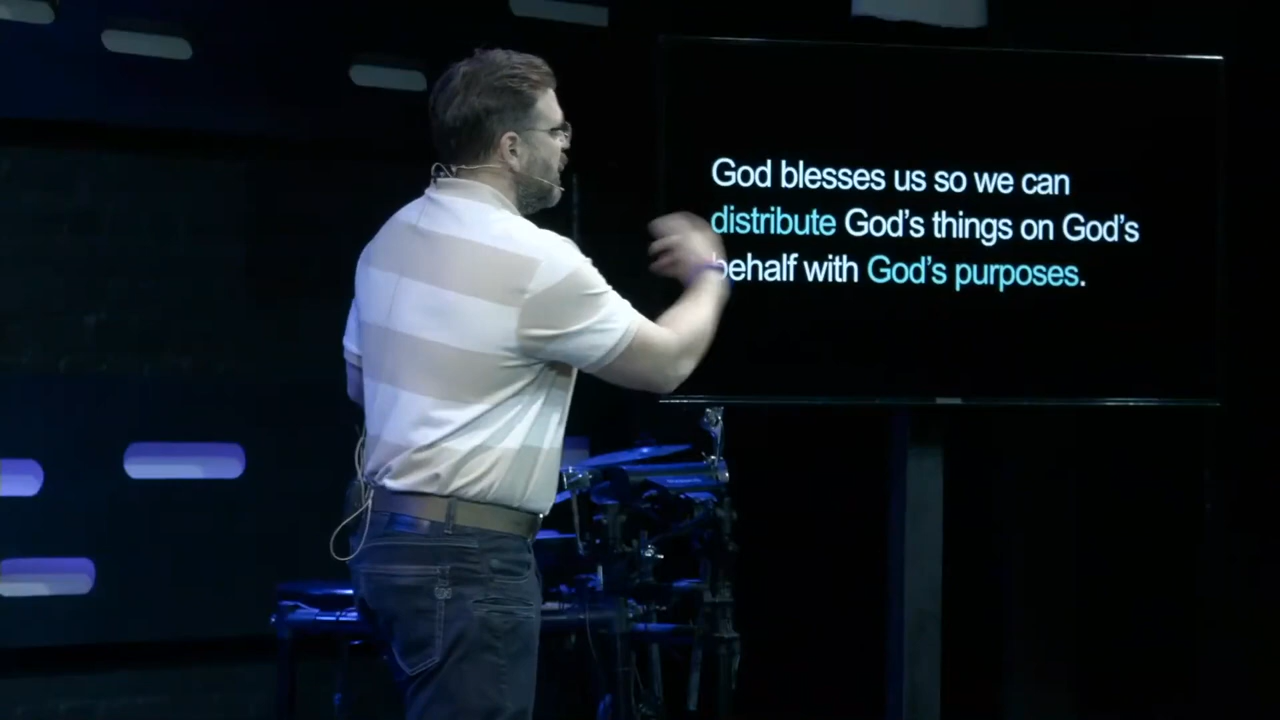 God blesses us so we can
distribute God's things on God's
behalf with God's purposes.